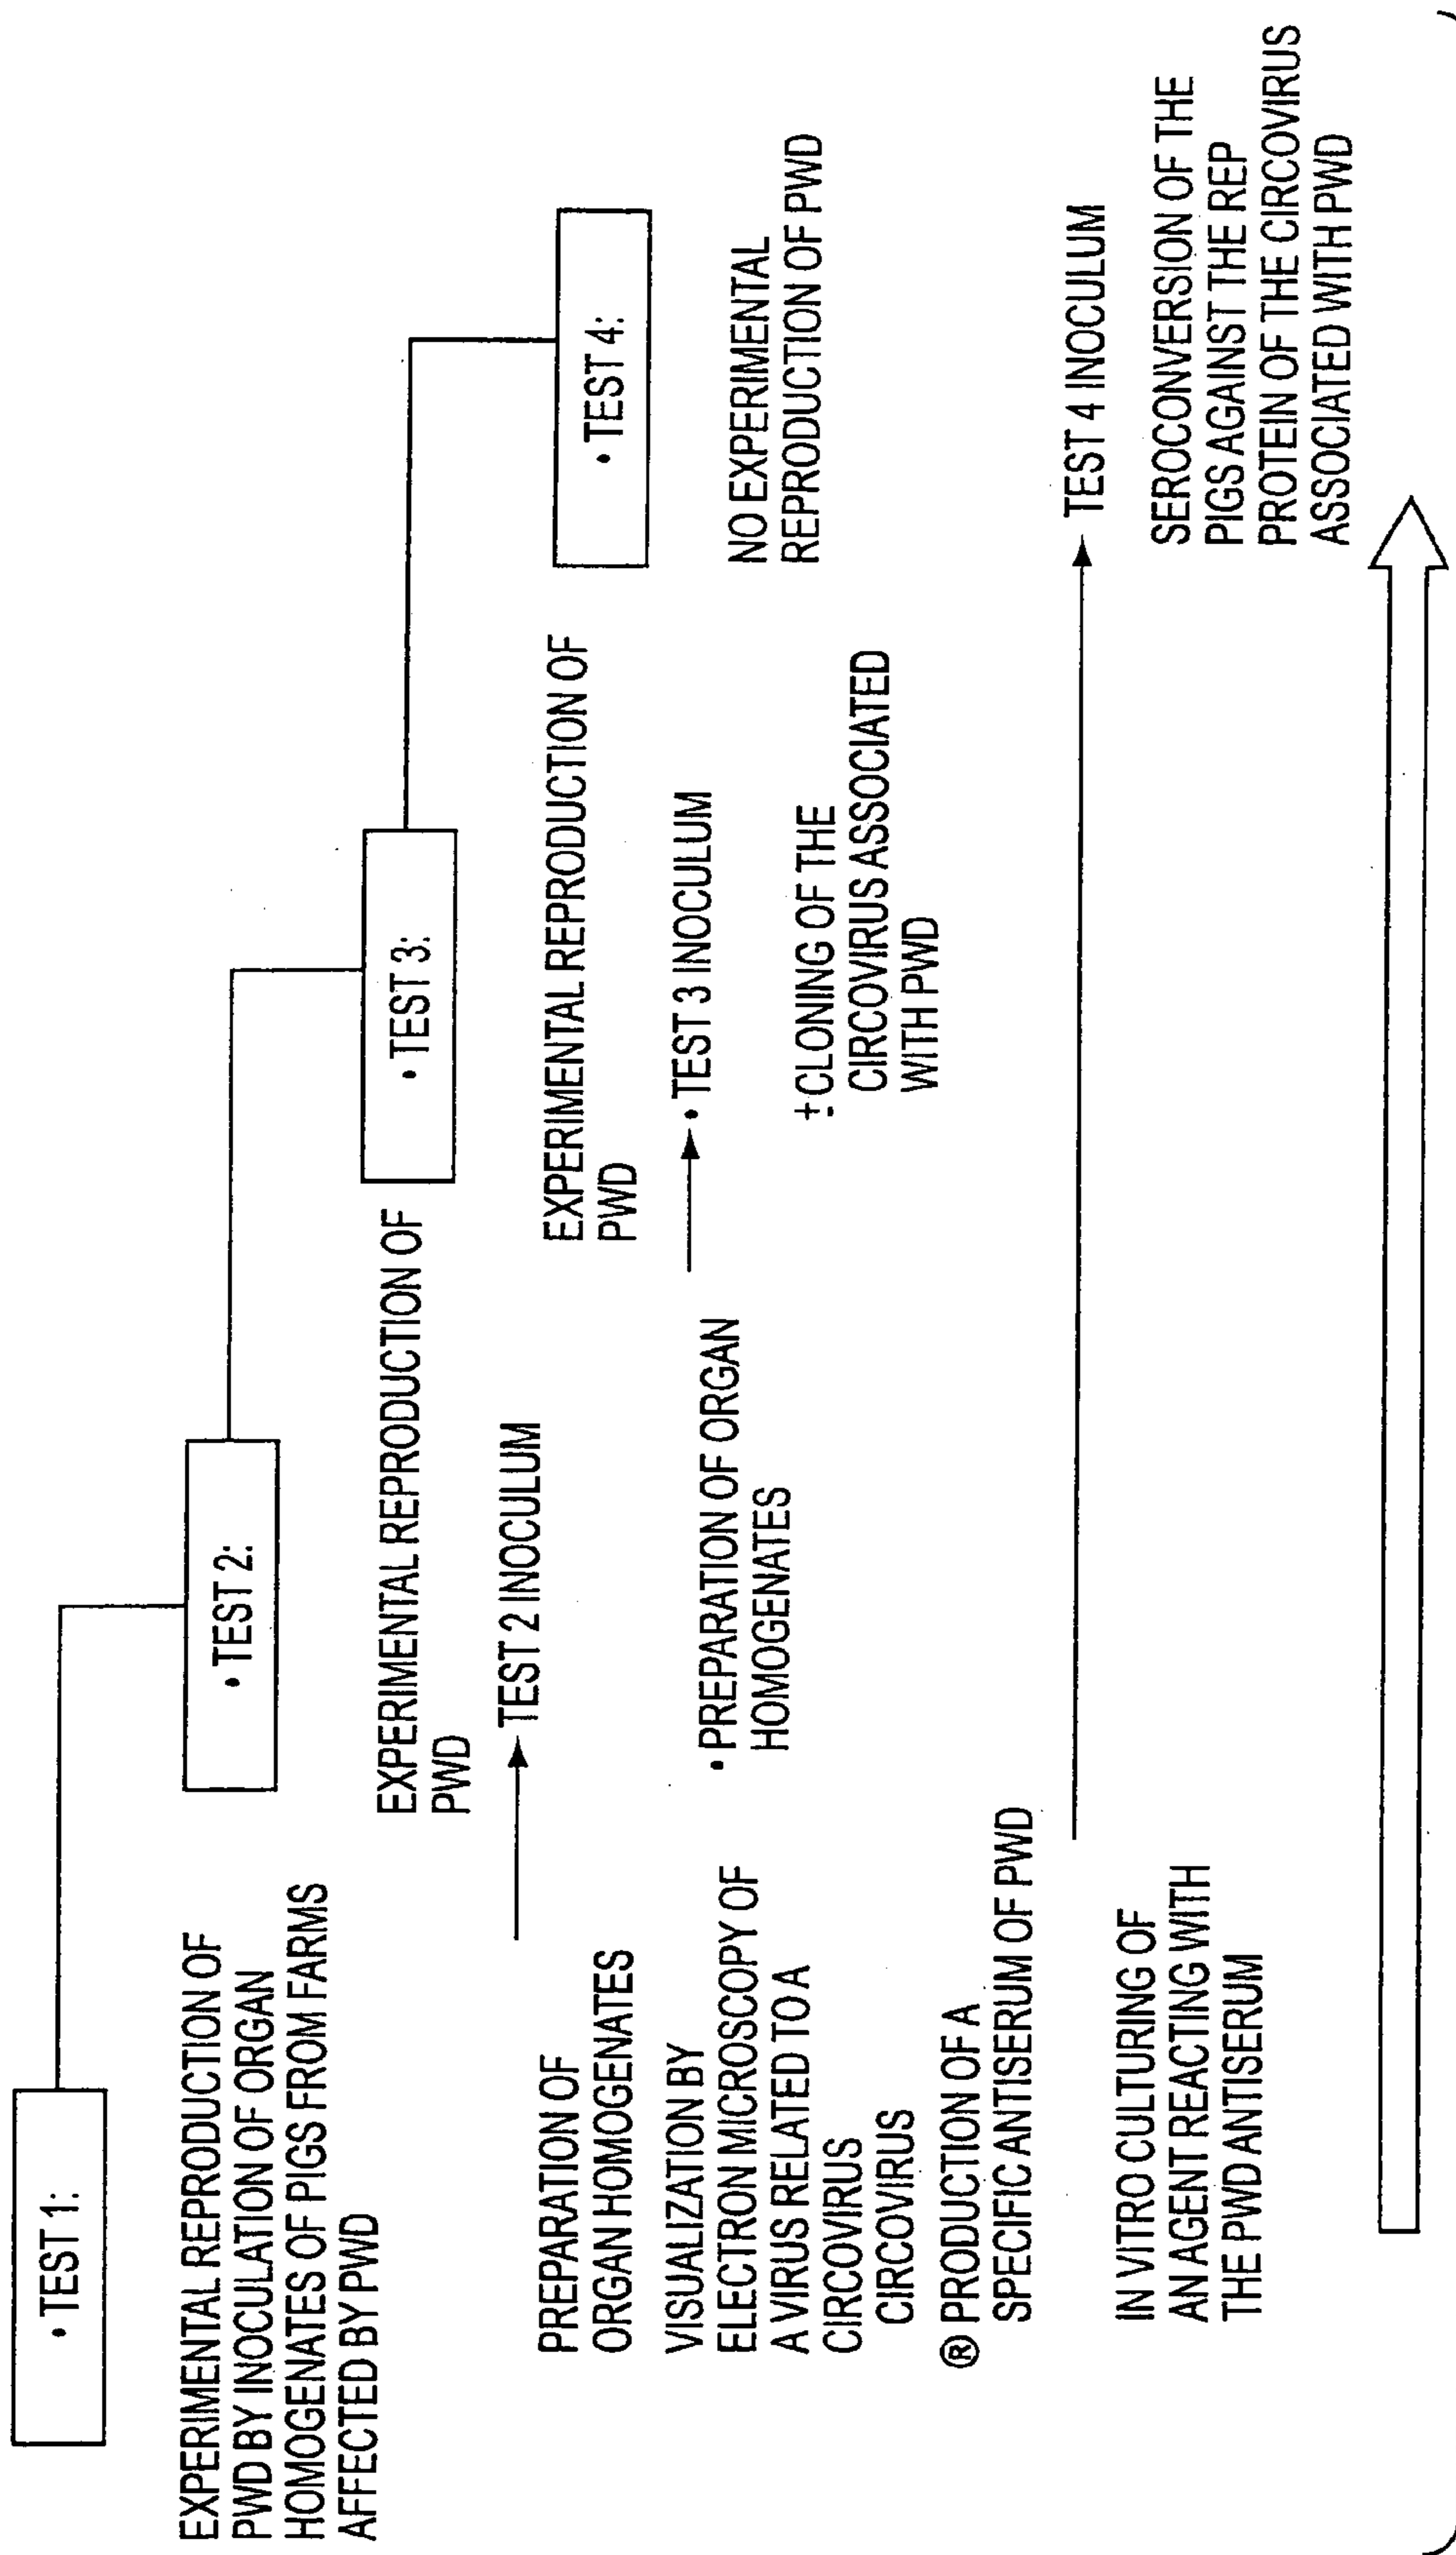 • TEST 1:
EXPERIMENTAL REPRODUCTION OF
PWD BY INOCULATION OF ORGAN
HOMOGENATES OF PIGS FROM FARMS
AFFECTED BY PWD
PREPARATION OF
ORGAN HOMOGENATES
VISUALIZATION BY
ELECTRON MICROSCOPY OF
A VIRUS RELATED TO A
CIRCOVIRUS
CIRCOVIRUS
® PRODUCTION OF A
SPECIFIC ANTISERUM OF PWD
IN VITRO CULTURING OF
AN AGENT REACTING WITH
THE PWD ANTISERUM
• TEST 2:
EXPERIMENTAL REPRODUCTION OF
PWD
TEST 2 INOCULUM
• PREPARATION OF ORGAN
HOMOGENATES
• TEST 3:
EXPERIMENTAL REPRODUCTION OF
PWD
• TEST 3 INOCULUM
± CLONING OF THE
CIRCOVIRUS ASSOCIATED
WITH PWD
• TEST 4:
NO EXPERIMENTAL
REPRODUCTION OF PWD
TEST 4 INOCULUM
SEROCONVERSION OF THE
PIGS AGAINST THE REP
PROTEIN OF THE CIRCOVIRUS
ASSOCIATED WITH PWD